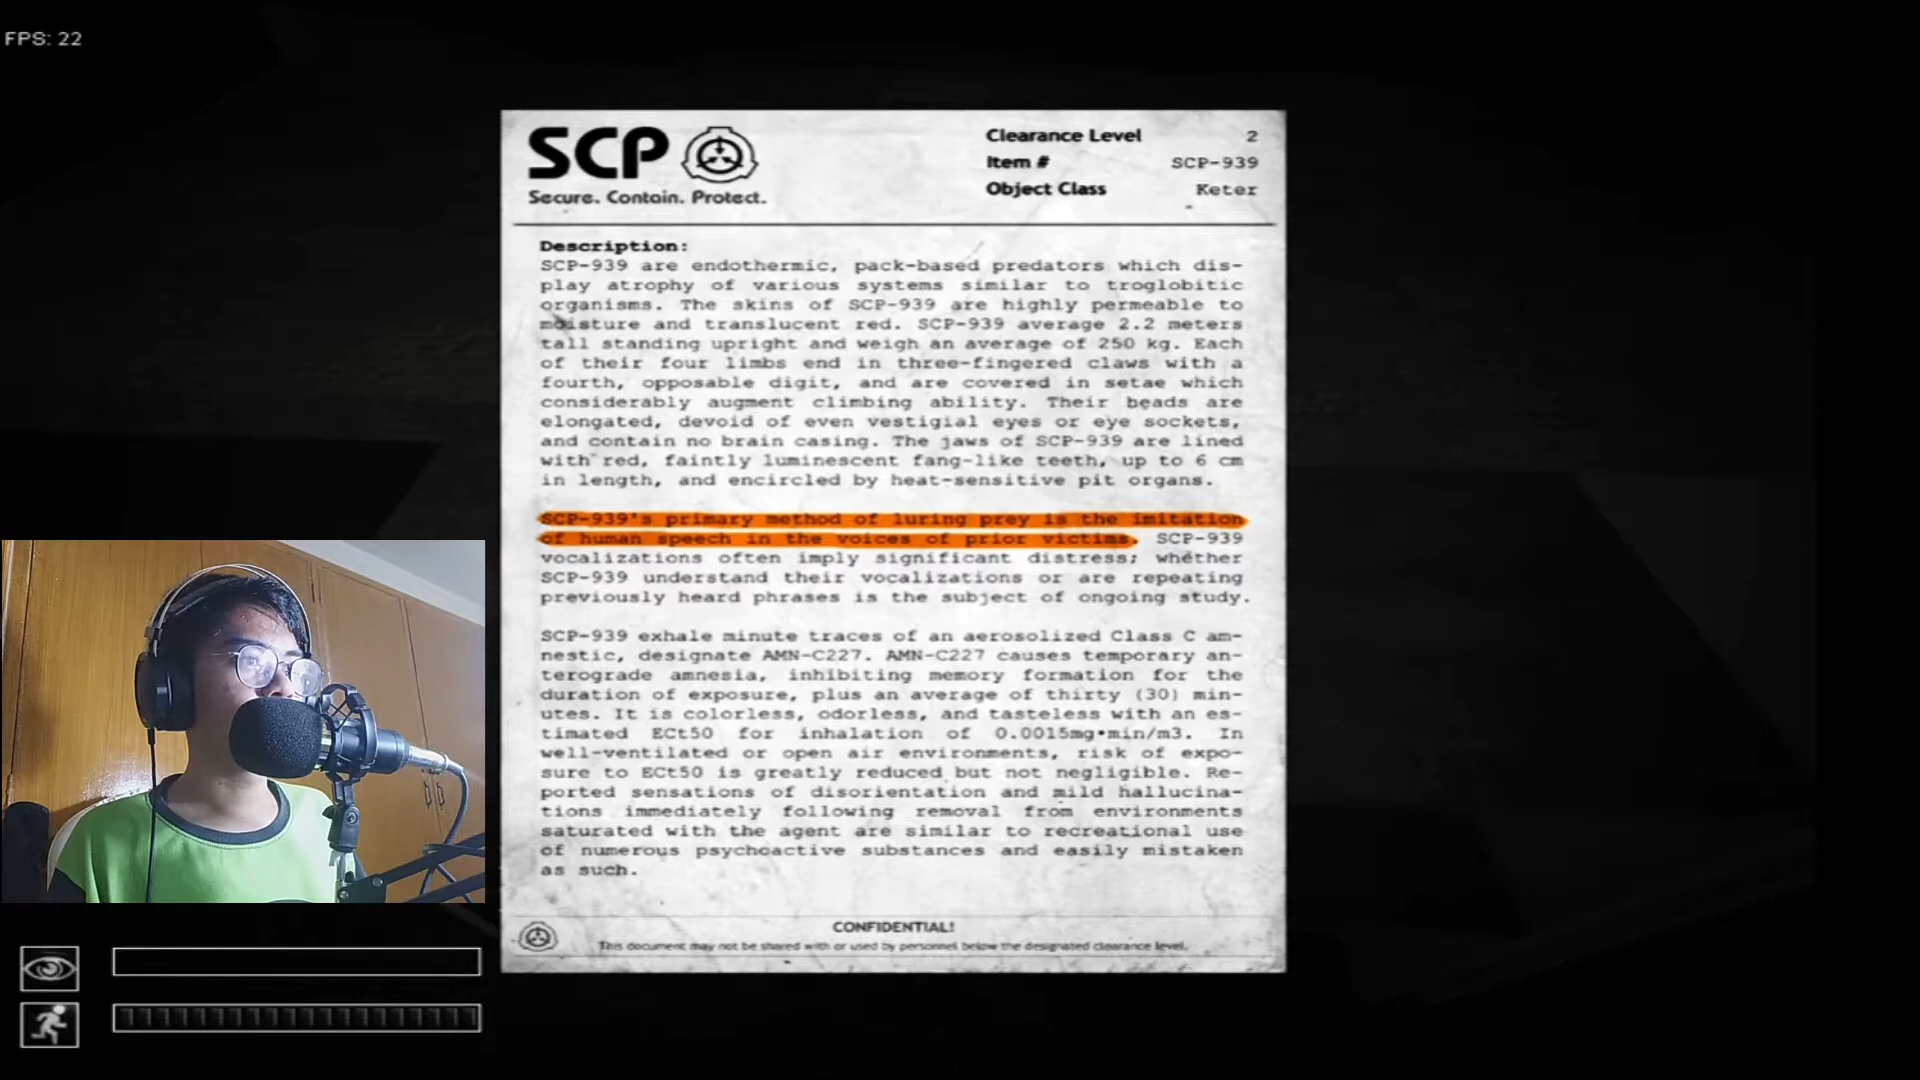 FPS: 22
SCP
Secure. Contain. Protect.
Clearance Level 2
Item # SCP-939
Object Class Keter
Description:
SCP-939 are endothermic, pack-based predators which dis-
play atrophy of various systems similar to troglobitic
organisms. The skins of SCP-939 are highly permeable to
moisture and translucent red. SCP-939 average 2.2 meters
tall standing upright and weigh an average of 250 kg. Each
of their four limbs end in three-fingered claws with a
fourth, opposable digit, and are covered in setae which
considerably augment climbing ability. Their heads are
elongated, devoid of even vestigial eyes or eye sockets,
and contain no brain casing. The jaws of SCP-939 are lined
with red, faintly luminescent fang-like teeth, up to 6 cm
in length, and encircled by heat-sensitive pit organs.
SCP-939's primary method of luring prey is the imitation
of human speech in the voices of prior victims. SCP-939
vocalizations often imply significant distress; whether
SCP-939 understand their vocalizations or are repeating
previously heard phrases is the subject of ongoing study.
SCP-939 exhale minute traces of an aerosolized Class C am-
nestic, designate AMN-C227. AMN-C227 causes temporary an-
terograde amnesia, inhibiting memory formation for the
duration of exposure, plus an average of thirty (30) min-
utes. It is colorless, odorless, and tasteless with an es-
timated ECt50 for inhalation of 0.0015mg•min/m3. In
well-ventilated or open air environments, risk of expo-
sure to ECt50 is greatly reduced but not negligible. Re-
ported sensations of disorientation and mild hallucina-
tions immediately following removal from environments
saturated with the agent are similar to recreational use
of numerous psychoactive substances and easily mistaken
as such.
CONFIDENTIAL!
This document may not be shared with or used by personnel below the designated clearance level.